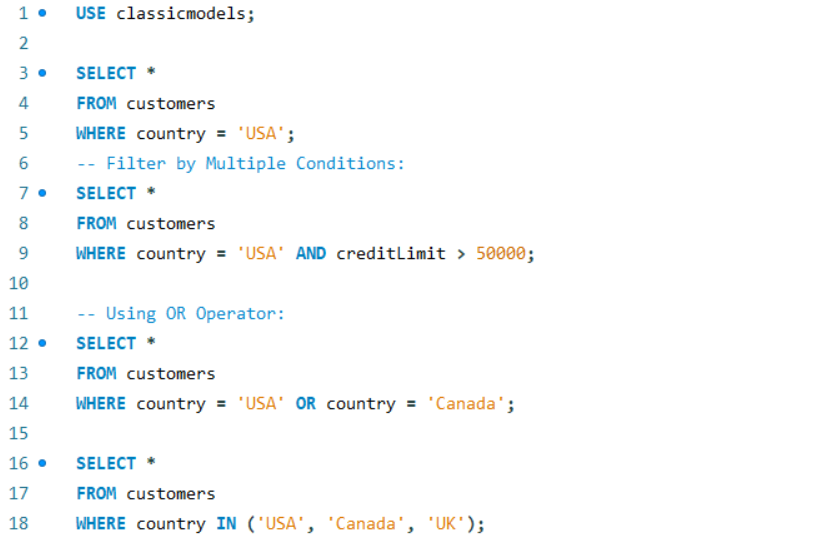 1 USE classicmodels;
2
3 SELECT *
4 FROM customers
5 WHERE country = 'USA';
6 -- Filter by Multiple Conditions:
7 SELECT *
8 FROM customers
9 WHERE country = 'USA' AND creditLimit > 50000;
10
11 -- Using OR Operator:
12 SELECT *
13 FROM customers
14 WHERE country = 'USA' OR country = 'Canada';
15
16 SELECT *
17 FROM customers
18 WHERE country IN ('USA', 'Canada', 'UK');